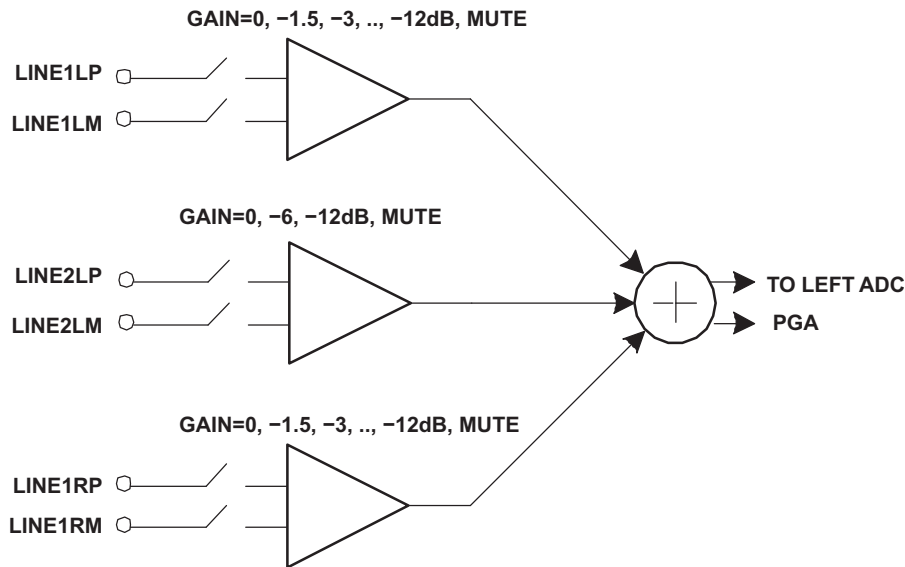 GAIN=0, −1.5, −3, .., −12dB, MUTE
LINE1LP
LINE1LM
GAIN=0, −6, −12dB, MUTE
LINE2LP
LINE2LM
TO LEFT ADC
PGA
GAIN=0, −1.5, −3, .., −12dB, MUTE
LINE1RP
LINE1RM